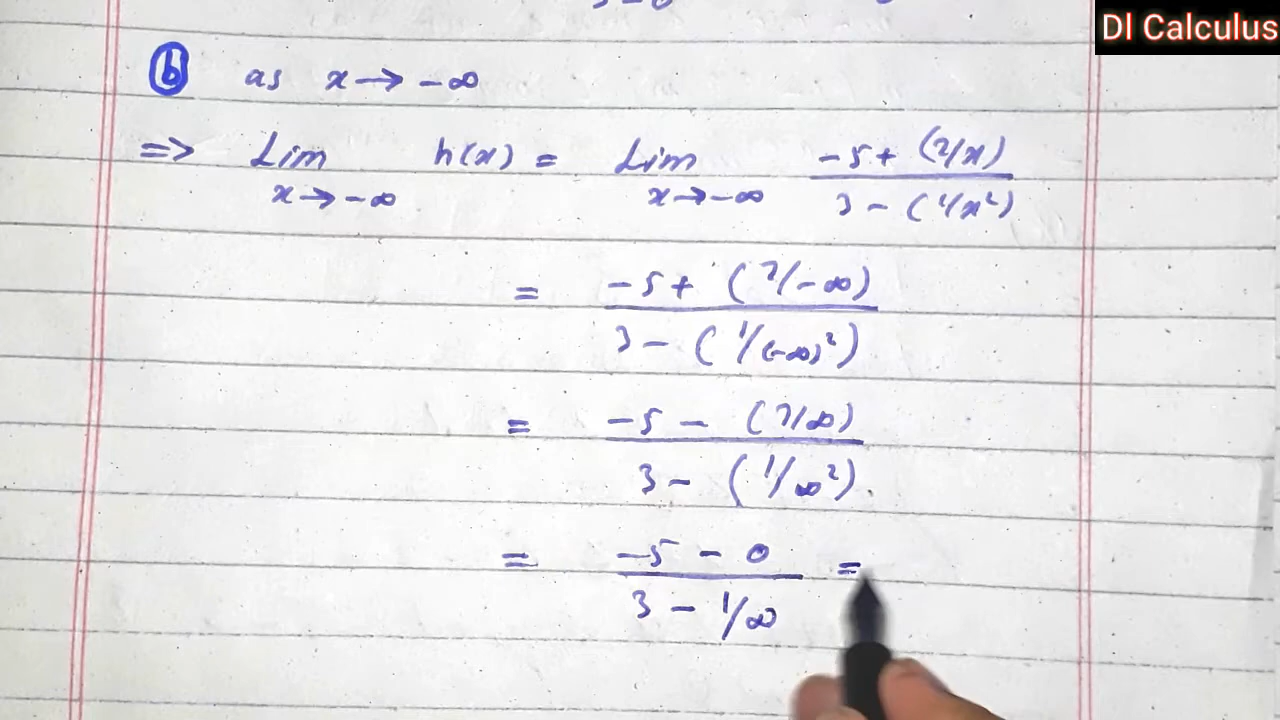 DI Calculus
b as x → -∞
=> Lim x→-∞ h(x) = Lim x→-∞ (-5 + (7/x)) / (3 - (1/x²))
= (-5 + (7/-∞)) / (3 - (1/(-∞)²))
= (-5 - (7/∞)) / (3 - (1/∞²))
= (-5 - 0) / (3 - 1/∞) =